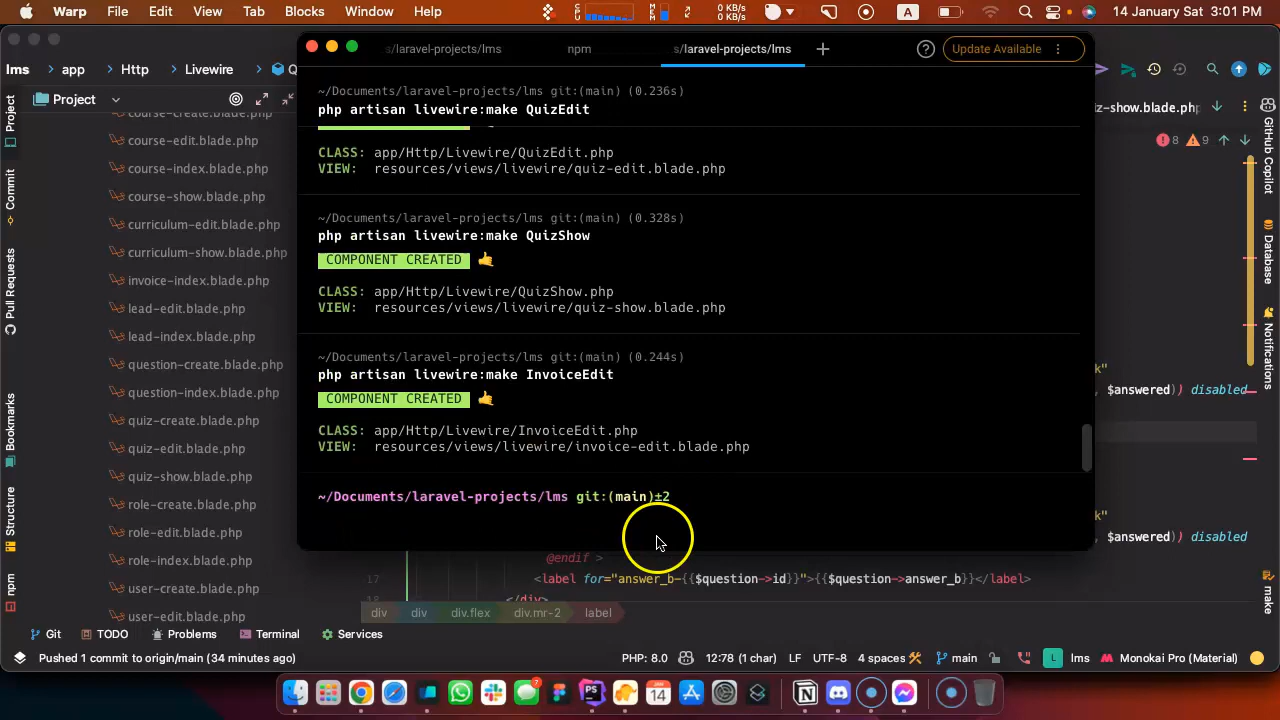 Warp File Edit View Tab Blocks Window Help
0 KB/s
0 KB/s
A
14 January Sat 3:01 PM
s/laravel-projects/lms npm s/laravel-projects/lms + ? Update Available
lms app Http Livewire Q
z-show.blade.php
Project
8 9
course-create.blade.php
course-edit.blade.php
course-index.blade.php
course-show.blade.php
curriculum-edit.blade.php
curriculum-show.blade.php
invoice-index.blade.php
lead-edit.blade.php
lead-index.blade.php
question-create.blade.php
question-index.blade.php
quiz-create.blade.php
quiz-edit.blade.php
quiz-show.blade.php
role-create.blade.php
role-edit.blade.php
role-index.blade.php
user-create.blade.php
user-edit.blade.php
Project
Commit
Pull Requests
Bookmarks
Structure
npm
~/Documents/laravel-projects/lms git:(main) (0.236s)
php artisan livewire:make QuizEdit
CLASS: app/Http/Livewire/QuizEdit.php
VIEW: resources/views/livewire/quiz-edit.blade.php
~/Documents/laravel-projects/lms git:(main) (0.328s)
php artisan livewire:make QuizShow
COMPONENT CREATED 🤙
CLASS: app/Http/Livewire/QuizShow.php
VIEW: resources/views/livewire/quiz-show.blade.php
~/Documents/laravel-projects/lms git:(main) (0.244s)
php artisan livewire:make InvoiceEdit
COMPONENT CREATED 🤙
CLASS: app/Http/Livewire/InvoiceEdit.php
VIEW: resources/views/livewire/invoice-edit.blade.php
~/Documents/laravel-projects/lms git:(main)±2
k"
, $answered)) disabled
k"
, $answered)) disabled
@endif >
17 <label for="answer_b-{{$question->id}}">{{$question->answer_b}}</label>
18 </div>
div div div.flex div.mr-2 label
GitHub Copilot
Database
Notifications
make
Git TODO Problems Terminal Services
Pushed 1 commit to origin/main (34 minutes ago) PHP: 8.0 12:78 (1 char) LF UTF-8 4 spaces main L lms Monokai Pro (Material)
7
14
PS